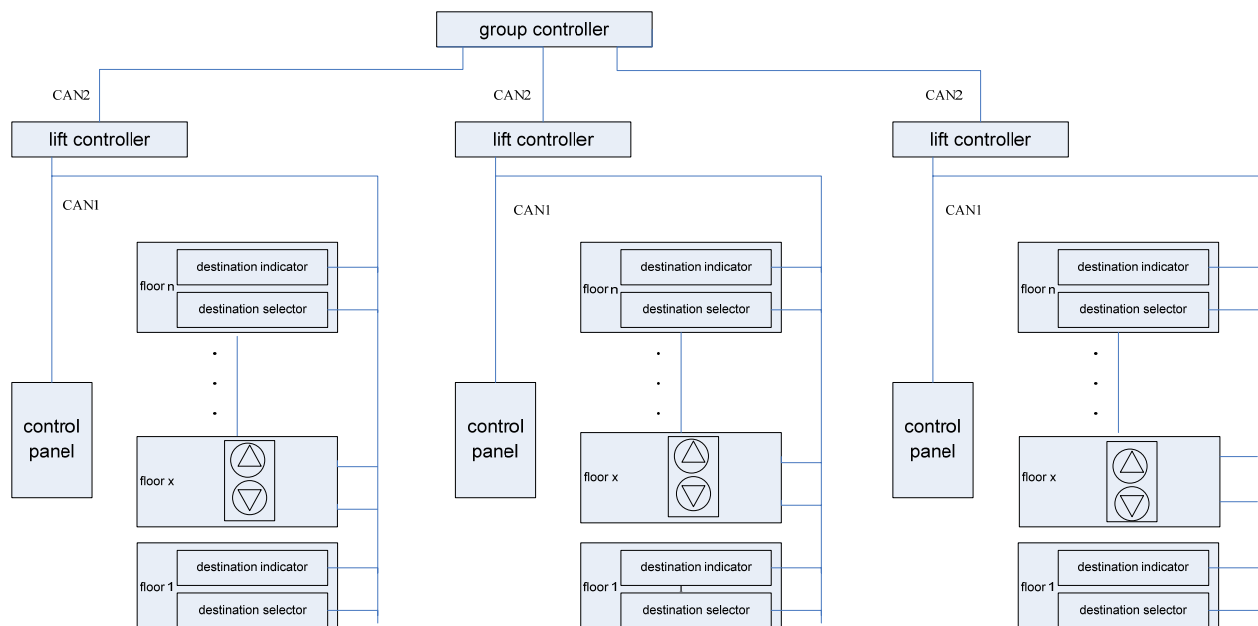 group controller
CAN2
CAN2
CAN2
lift controller
lift controller
lift controller
CAN1
CAN1
CAN1
destination indicator
floor n
destination selector
destination indicator
floor n
destination selector
destination indicator
floor n
destination selector
control
panel
control
panel
control
panel
floor x
floor x
floor x
destination indicator
floor 1
destination selector
destination indicator
floor 1
destination selector
destination indicator
floor 1
destination selector